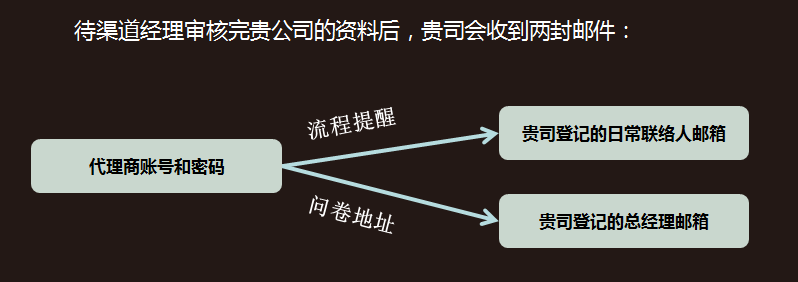 待渠道经理审核完贵公司的资料后，贵司会收到两封邮件：
流程提醒
贵司登记的日常联络人邮箱
代理商账号和密码
问卷地址
贵司登记的总经理邮箱